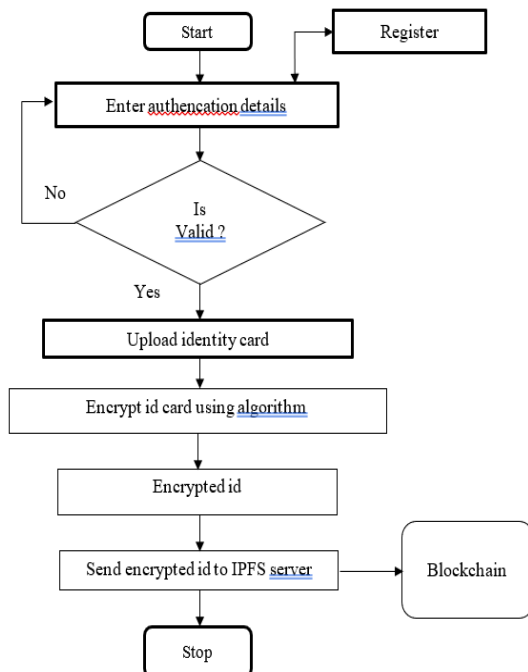 Start
Register
Enter authencation details
No
Is
Valid ?
Yes
Upload identity card
Encrypt id card using algorithm
Encrypted id
Send encrypted id to IPFS server
Blockchain
Stop